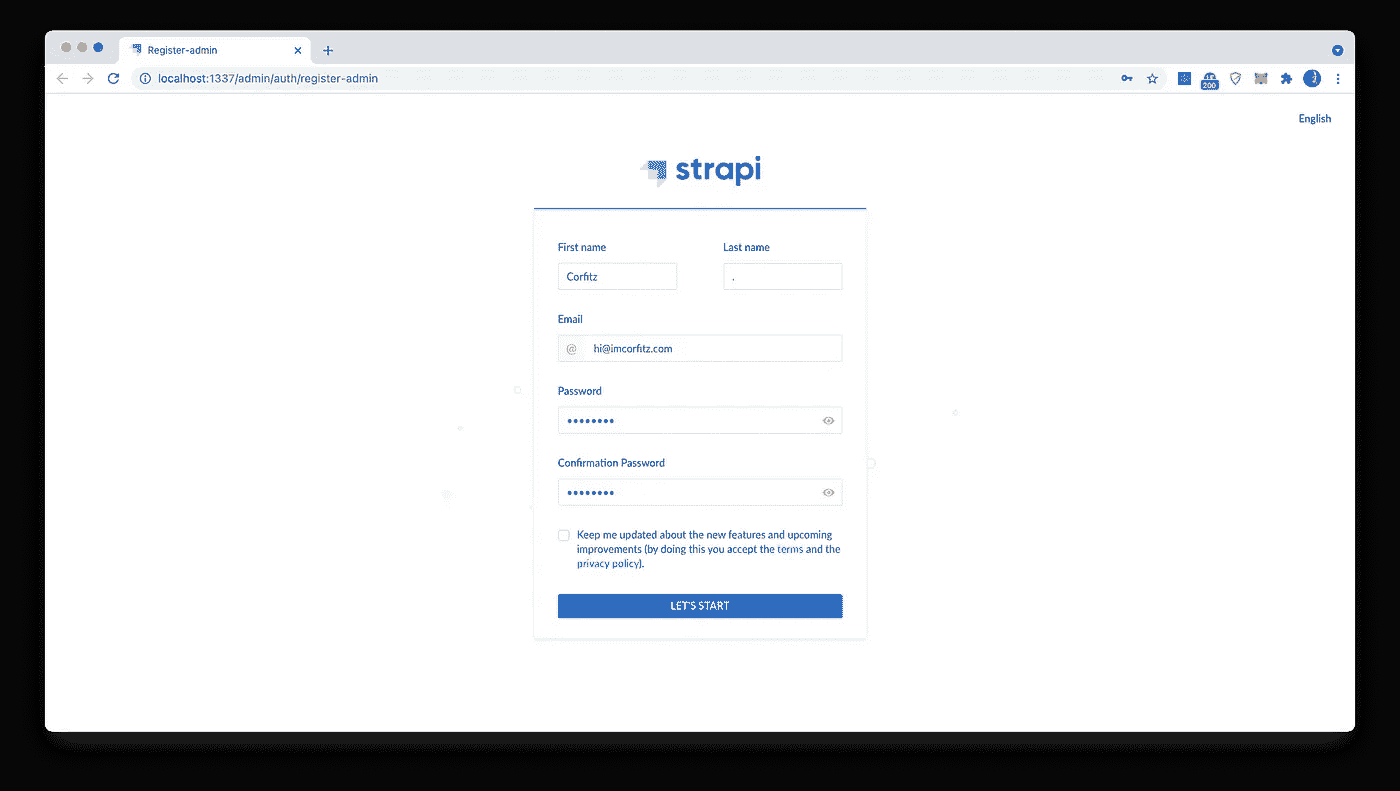 Register-admin
localhost:1337/admin/auth/register-admin
200
English
strapi
First name
Last name
Corfitz
.
Email
@
hi@imcorfitz.com
Password
••••••••
Confirmation Password
••••••••
Keep me updated about the new features and upcoming
improvements (by doing this you accept the terms and the
privacy policy).
LET'S START